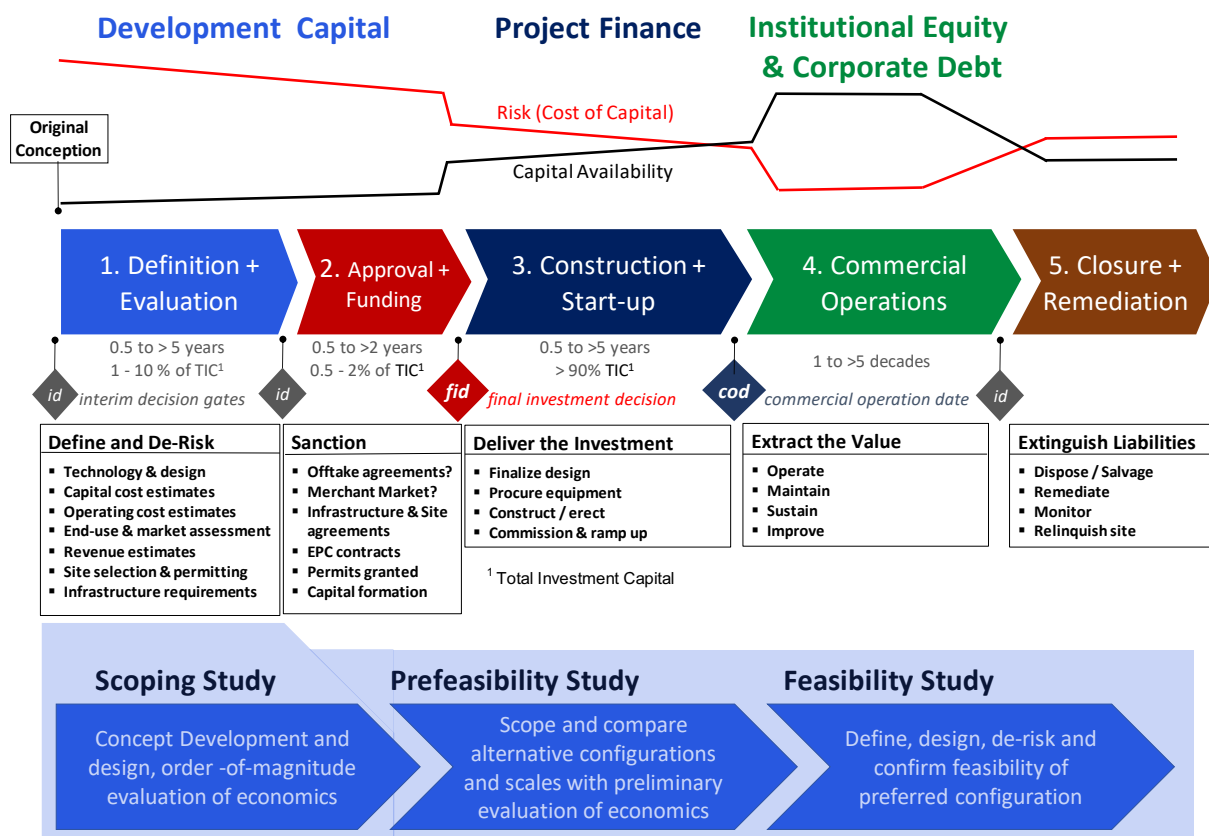 Development Capital
Project Finance
Institutional Equity
& Corporate Debt
Risk (Cost of Capital)
Original
Conception
Capital Availability
1. Definition +
Evaluation
2. Approval +
Funding
3. Construction +
Start-up
4. Commercial
Operations
5. Closure +
Remediation
0.5 to > 5 years
1 - 10 % of TIC¹
0.5 to >2 years
0.5 - 2% of TIC¹
0.5 to >5 years
> 90% TIC¹
1 to >5 decades
id
interim decision gates
id
fid
final investment decision
cod
commercial operation date
id
Define and De-Risk
▪ Technology & design
▪ Capital cost estimates
▪ Operating cost estimates
▪ End-use & market assessment
▪ Revenue estimates
▪ Site selection & permitting
▪ Infrastructure requirements
Sanction
▪ Offtake agreements?
▪ Merchant Market?
▪ Infrastructure & Site
agreements
▪ EPC contracts
▪ Permits granted
▪ Capital formation
Deliver the Investment
▪ Finalize design
▪ Procure equipment
▪ Construct / erect
▪ Commission & ramp up
Extract the Value
▪ Operate
▪ Maintain
▪ Sustain
▪ Improve
Extinguish Liabilities
▪ Dispose / Salvage
▪ Remediate
▪ Monitor
▪ Relinquish site
¹ Total Investment Capital
Scoping Study
Concept Development and
design, order -of-magnitude
evaluation of economics
Prefeasibility Study
Scope and compare
alternative configurations
and scales with preliminary
evaluation of economics
Feasibility Study
Define, design, de-risk and
confirm feasibility of
preferred configuration